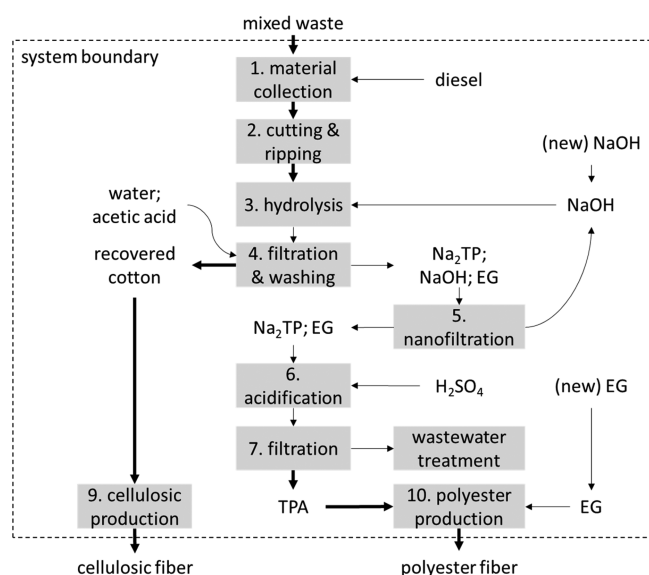 mixed waste
system boundary
1. material
collection
diesel
2. cutting &
ripping
(new) NaOH
water;
acetic acid
3. hydrolysis
NaOH
recovered
cotton
4. filtration
& washing
Na₂TP;
NaOH; EG
5.
nanofiltration
Na₂TP; EG
6.
acidification
H₂SO₄
(new) EG
7. filtration
wastewater
treatment
9. cellulosic
production
TPA
10. polyester
production
EG
cellulosic fiber
polyester fiber